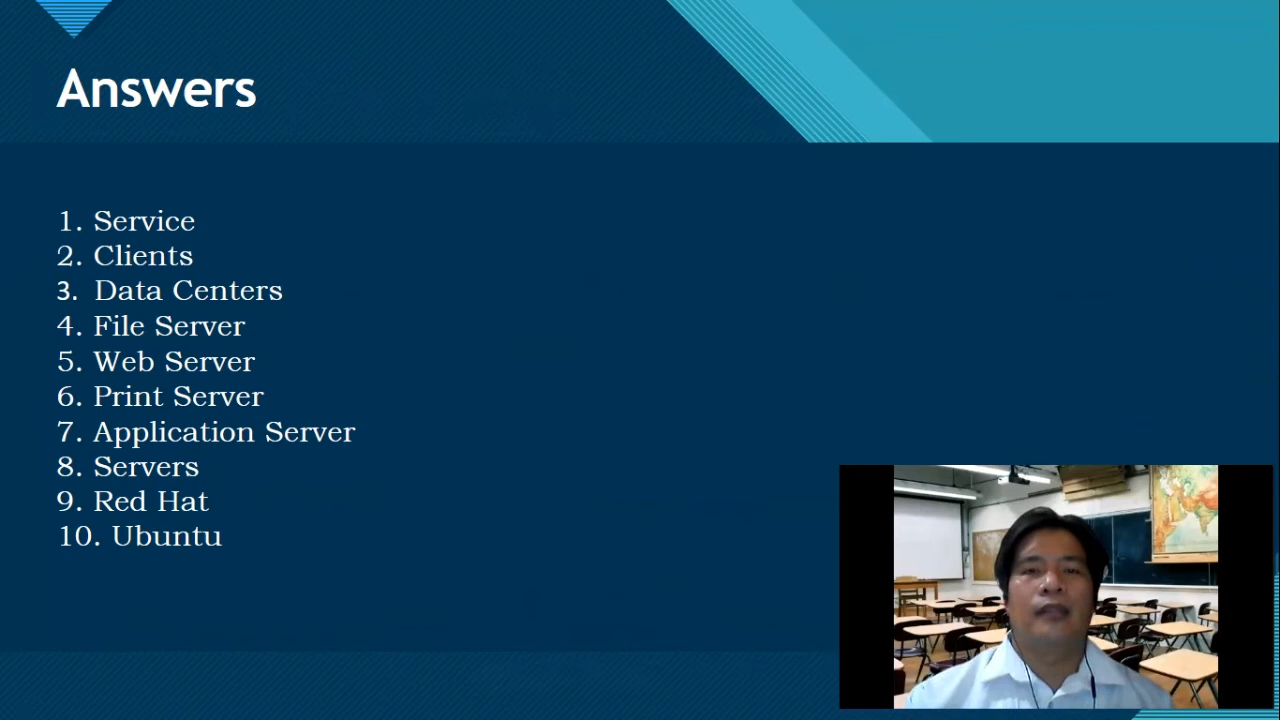 Answers
1. Service
2. Clients
3. Data Centers
4. File Server
5. Web Server
6. Print Server
7. Application Server
8. Servers
9. Red Hat
10. Ubuntu